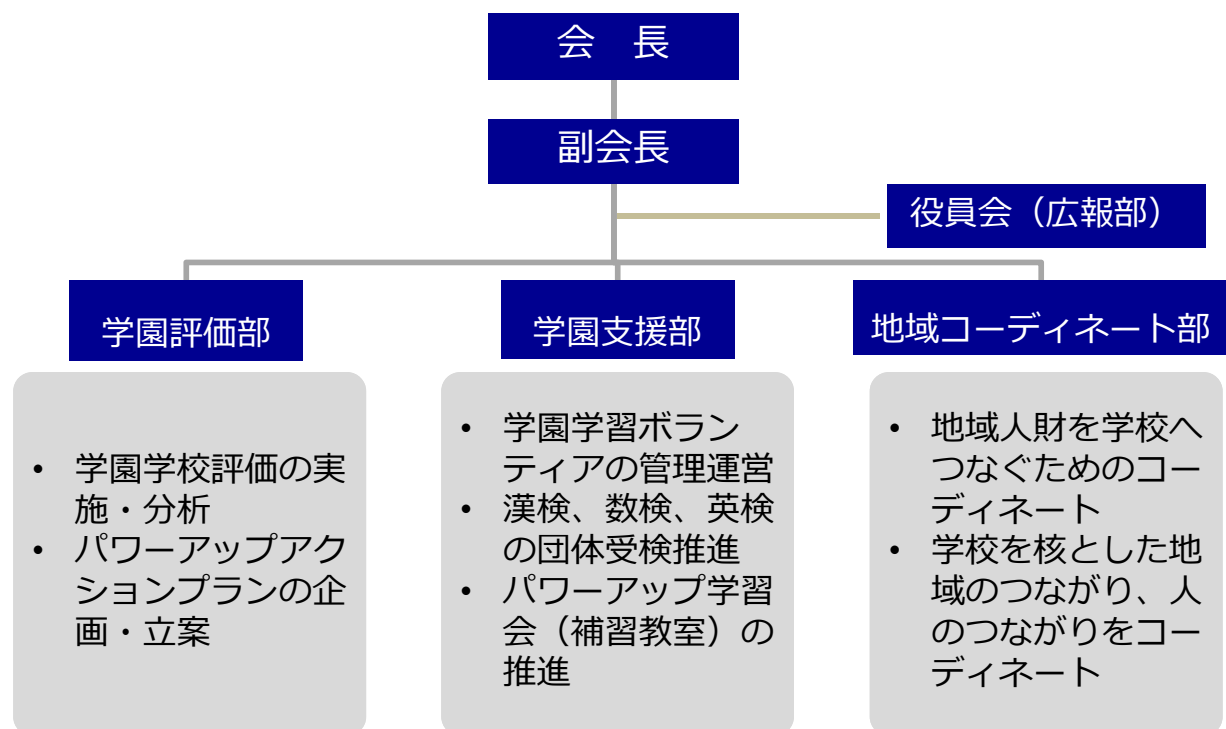 会　長
副会長
役員会（広報部）
学園評価部
• 学園学校評価の実
施・分析
• パワーアップアク
ションプランの企
画・立案
学園支援部
• 学園学習ボラン
ティアの管理運営
• 漢検、数検、英検
の団体受検推進
• パワーアップ学習
会（補習教室）の
推進
地域コーディネート部
• 地域人財を学校へ
つなぐためのコー
ディネート
• 学校を核とした地
域のつながり、人
のつながりをコー
ディネート